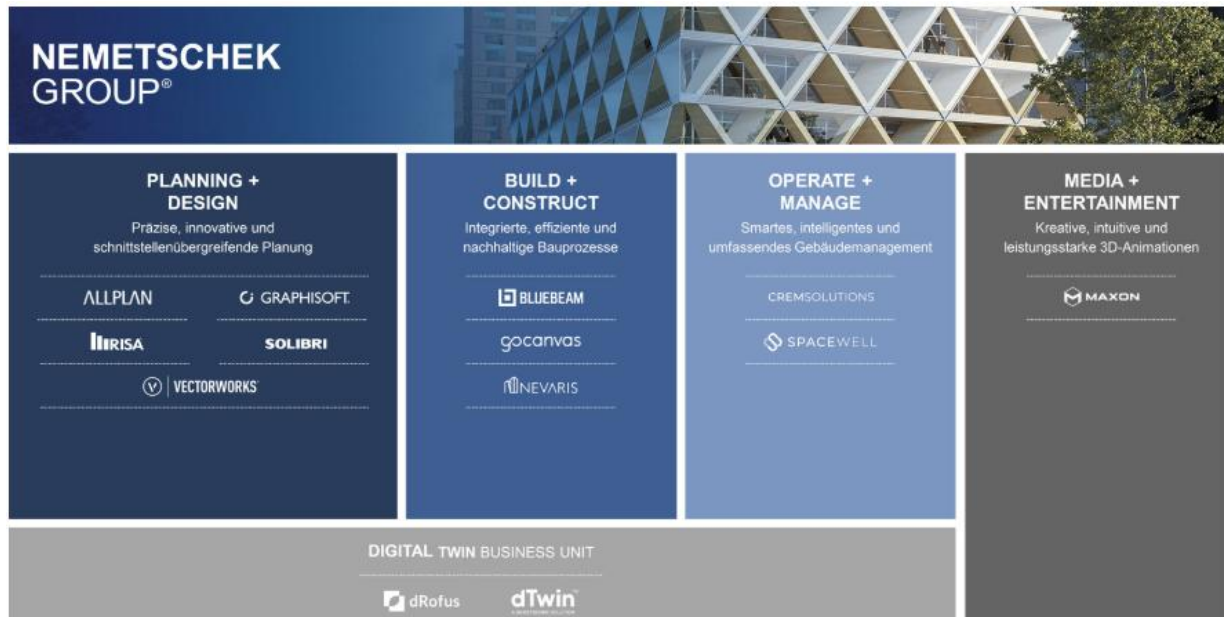 NEMETSCHEK
GROUP®
PLANNING +
DESIGN
Präzise, innovative und
schnittstellenübergreifende Planung
ALLPLAN
GRAPHISOFT.
RISA
SOLIBRI
VECTORWORKS
BUILD +
CONSTRUCT
Integrierte, effiziente und
nachhaltige Bauprozesse
BLUEBEAM
gocanvas
NEVARIS
OPERATE +
MANAGE
Smartes, intelligentes und
umfassendes Gebäudemanagement
CREMSOLUTIONS
SPACEWELL
MEDIA +
ENTERTAINMENT
Kreative, intuitive und
leistungsstarke 3D-Animationen
MAXON
DIGITAL TWIN BUSINESS UNIT
dRofus
dTwin